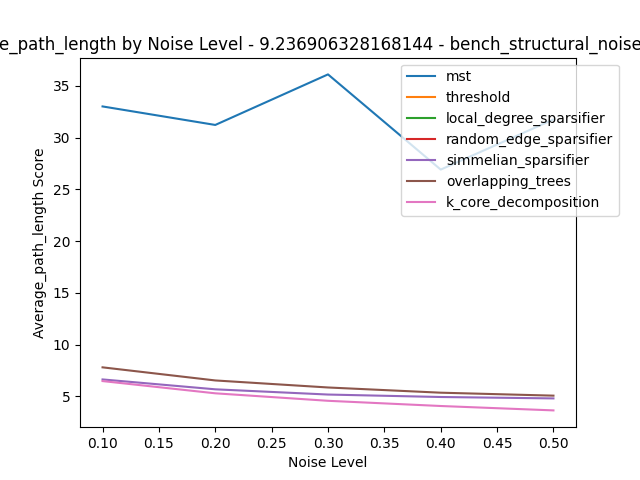 e_path_length by Noise Level - 9.236906328168144 - bench_structural_noise
mst
threshold
local_degree_sparsifier
random_edge_sparsifier
simmelian_sparsifier
overlapping_trees
k_core_decomposition
Average_path_length Score
35
30
25
20
15
10
5
0.10 0.15 0.20 0.25 0.30 0.35 0.40 0.45 0.50
Noise Level